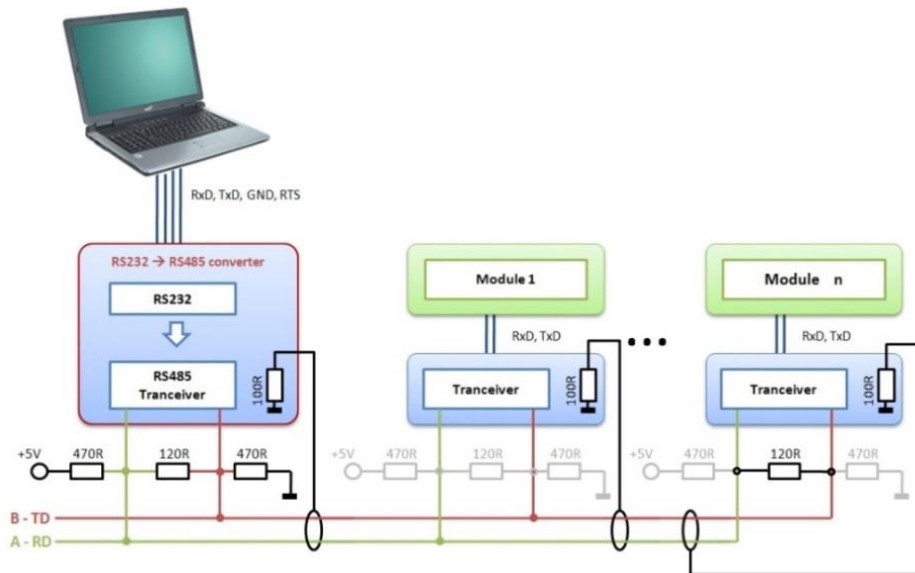 RxD, TxD, GND, RTS
RS232 → RS485 converter
RS232
RS485
Tranceiver
100R
Module 1
RxD, TxD
Tranceiver
100R
...
Module n
RxD, TxD
Tranceiver
100R
+5V 470R 120R 470R
+5V 470R 120R 470R
+5V 470R 120R 470R
B - TD
A - RD